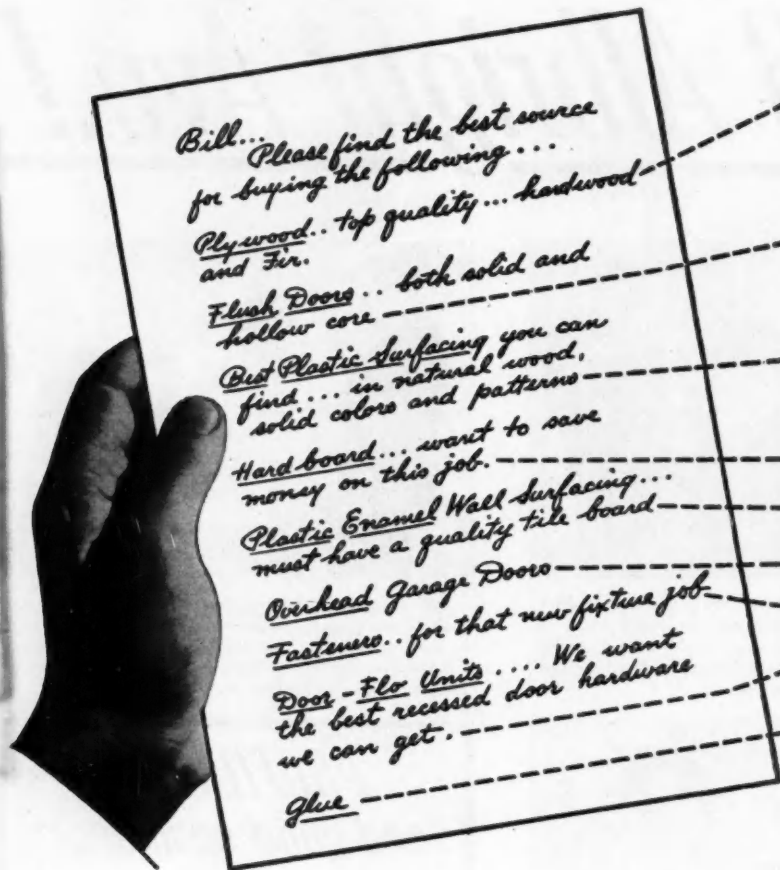 Bill...
Please find the best source
for buying the following...
Plywood.. top quality... hardwood
and Fir.
Flush Doors.. both solid and
hollow core
Best Plastic Surfacing you can
find... in natural wood,
solid colors and patterns
Hard board... want to save
money on this job.
Plastic Enamel Wall Surfacing...
must have a quality tile board
Overhead Garage Doors
Fasteners.. for that new fixture job
Door-Flo Units.... We want
the best recessed door hardware
we can get.
Glue